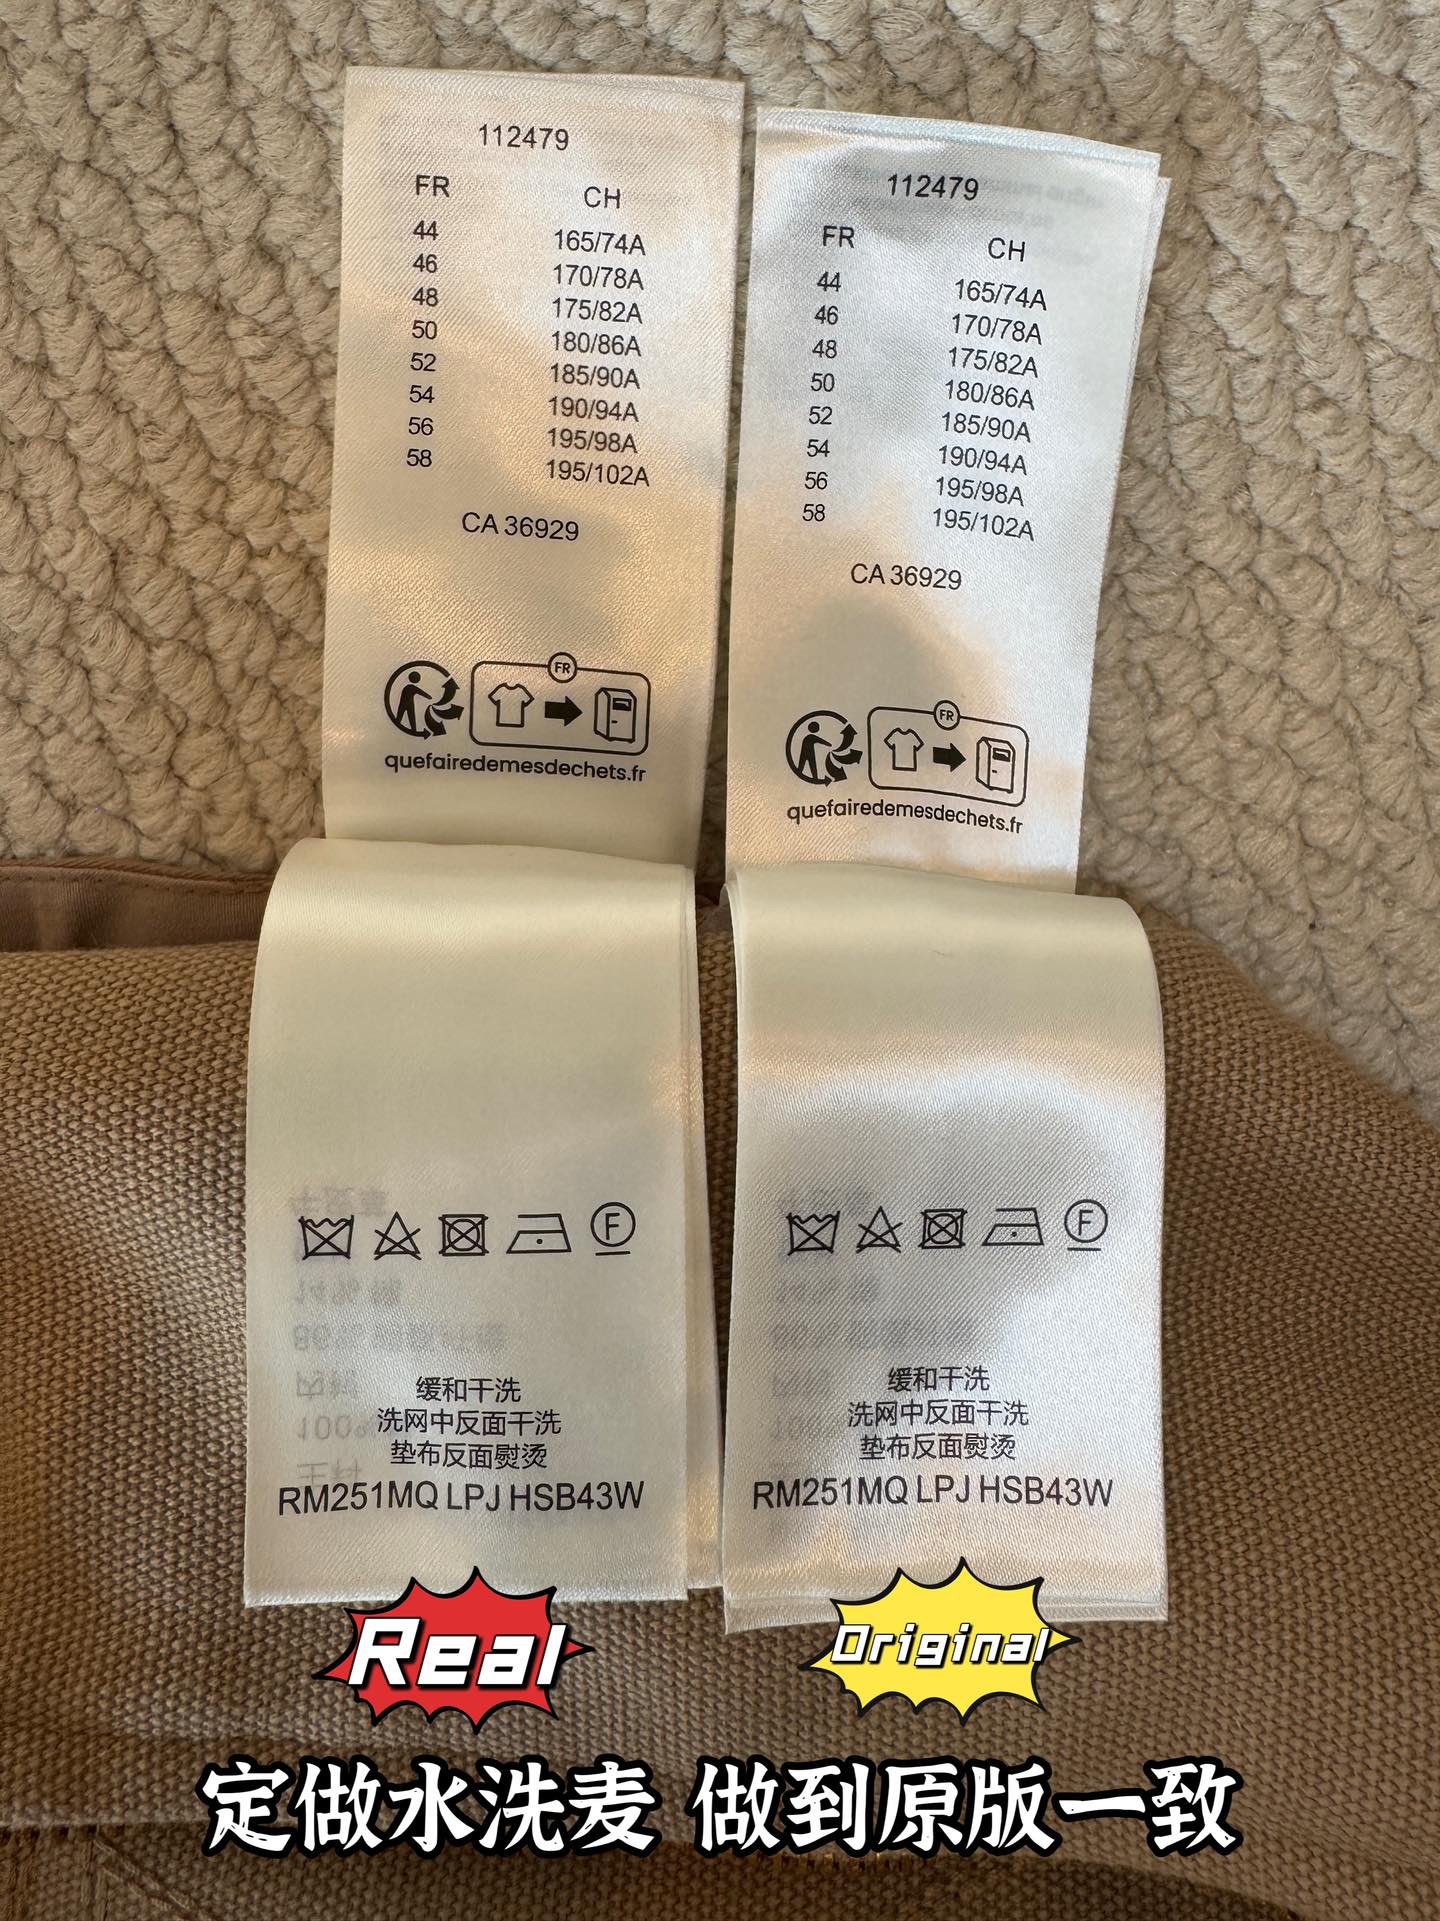 112479
FR CH
44 165/74A
46 170/78A
48 175/82A
50 180/86A
52 185/90A
54 190/94A
56 195/98A
58 195/102A
CA 36929
FR
quefairedemesdechets.fr
112479
FR CH
44 165/74A
46 170/78A
48 175/82A
50 180/86A
52 185/90A
54 190/94A
56 195/98A
58 195/102A
CA 36929
FR
quefairedemesdechets.fr
F
缓和干洗
洗网中反面干洗
垫布反面熨烫
RM251MQ LPJ HSB43W
F
缓和干洗
洗网中反面干洗
垫布反面熨烫
RM251MQ LPJ HSB43W
Real
Original
定做水洗麦 做到原版一致